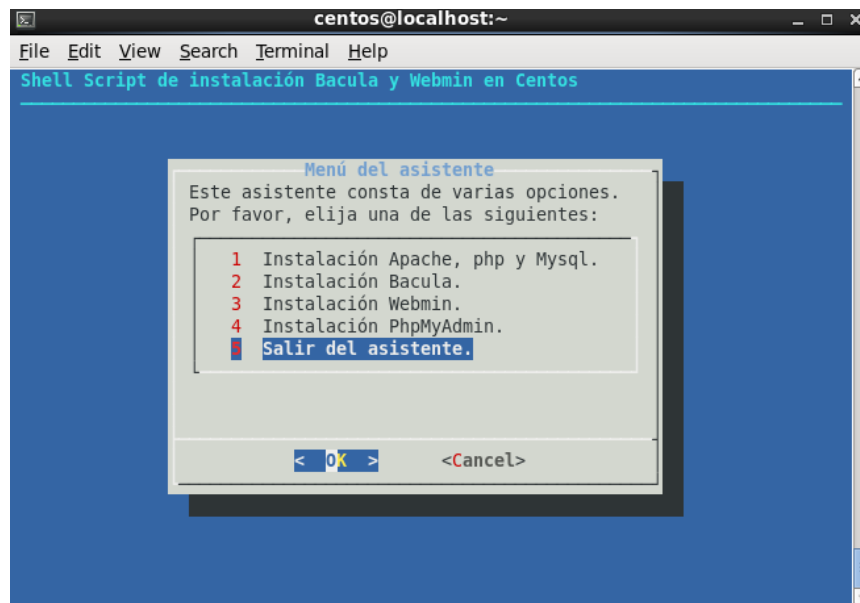 centos@localhost:~
File Edit View Search Terminal Help
Shell Script de instalación Bacula y Webmin en Centos
Menú del asistente
Este asistente consta de varias opciones.
Por favor, elija una de las siguientes:
1 Instalación Apache, php y Mysql.
2 Instalación Bacula.
3 Instalación Webmin.
4 Instalación PhpMyAdmin.
5 Salir del asistente.
< OK > <Cancel>